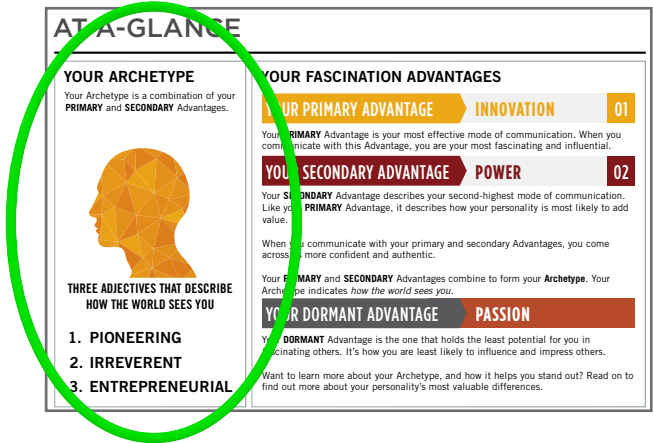 AT-A-GLANCE
YOUR ARCHETYPE
Your Archetype is a combination of your
PRIMARY and SECONDARY Advantages.
THREE ADJECTIVES THAT DESCRIBE
HOW THE WORLD SEES YOU
1. PIONEERING
2. IRREVERENT
3. ENTREPRENEURIAL
YOUR FASCINATION ADVANTAGES
YOUR PRIMARY ADVANTAGE INNOVATION 01
Your PRIMARY Advantage is your most effective mode of communication. When you
communicate with this Advantage, you are your most fascinating and influential.
YOUR SECONDARY ADVANTAGE POWER 02
Your SECONDARY Advantage describes your second-highest mode of communication.
Like your PRIMARY Advantage, it describes how your personality is most likely to add
value.
When you communicate with your primary and secondary Advantages, you come
across as more confident and authentic.
Your PRIMARY and SECONDARY Advantages combine to form your Archetype. Your
Archetype indicates how the world sees you.
YOUR DORMANT ADVANTAGE PASSION
Your DORMANT Advantage is the one that holds the least potential for you in
fascinating others. It's how you are least likely to influence and impress others.
Want to learn more about your Archetype, and how it helps you stand out? Read on to
find out more about your personality's most valuable differences.